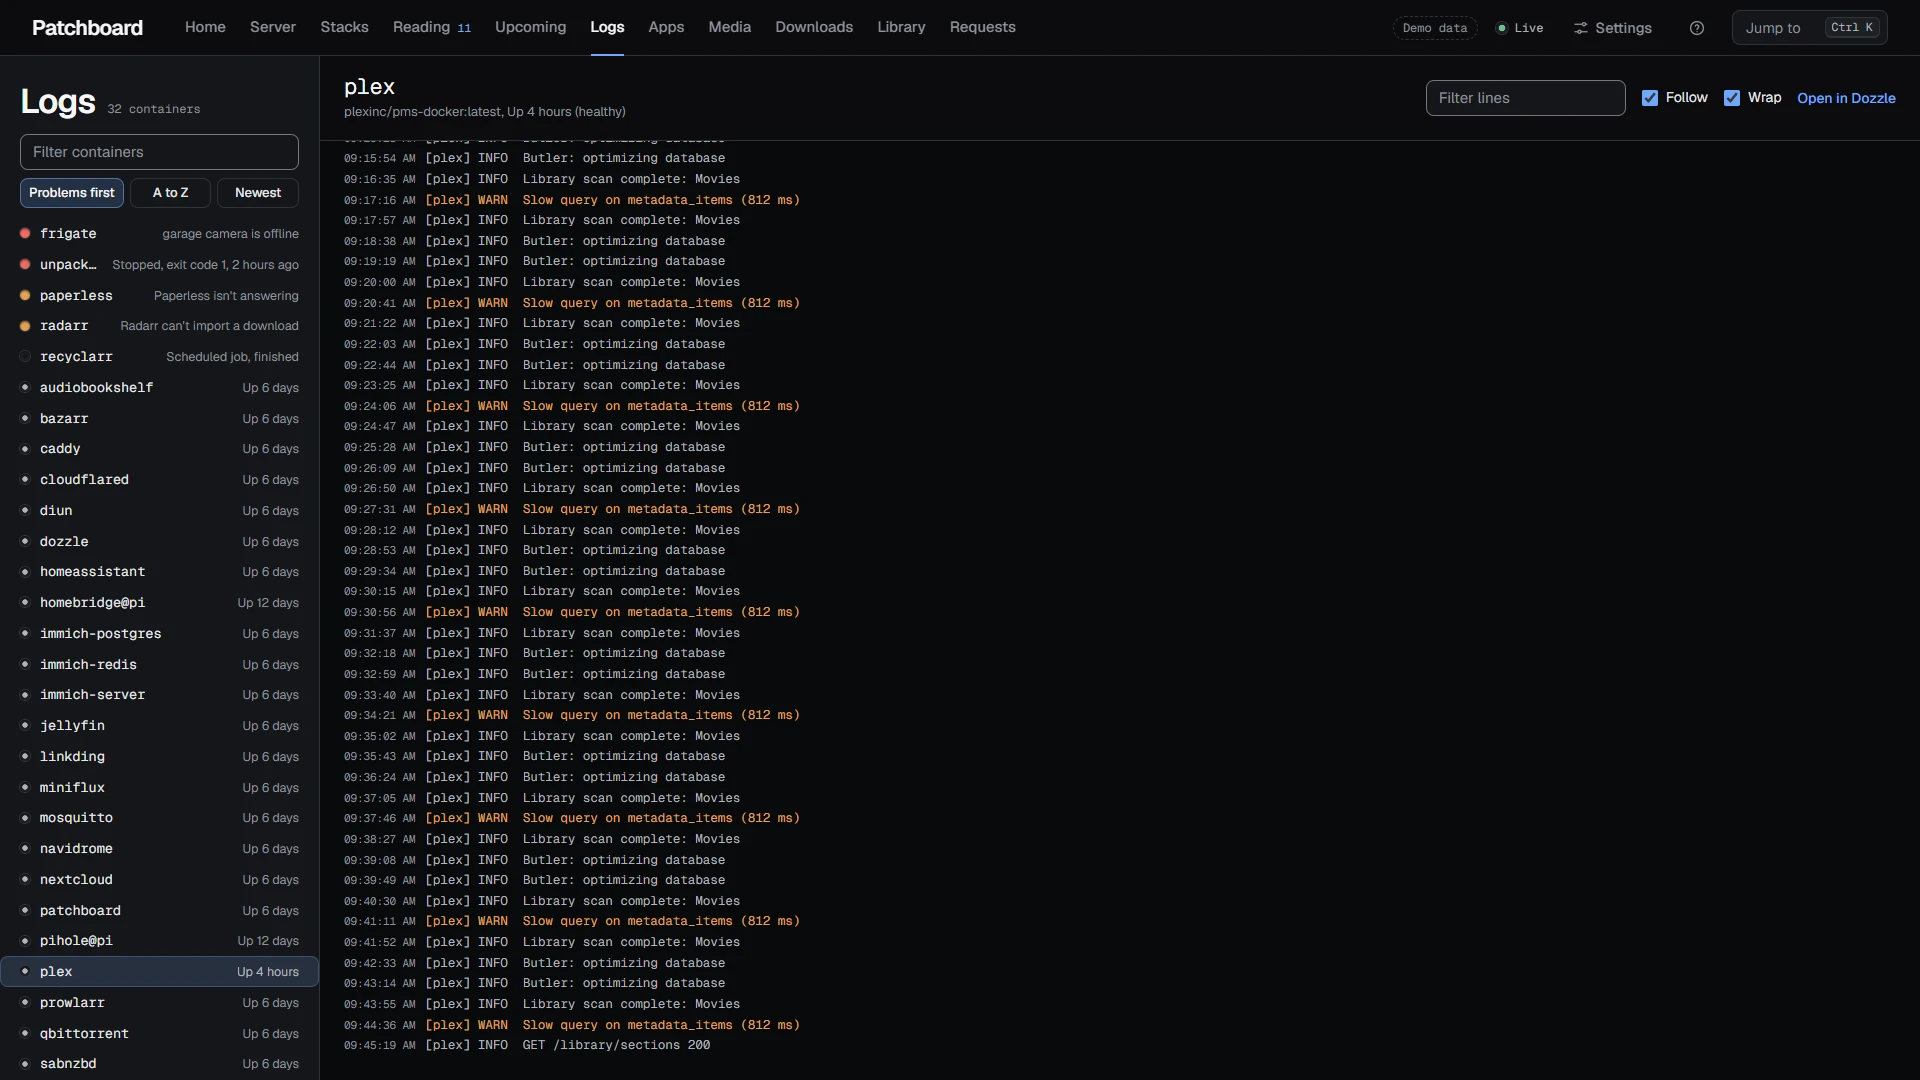 Patchboard Home Server Stacks Reading 11 Upcoming Logs Apps Media Downloads Library Requests Demo data Live Settings Jump to Ctrl K
Logs 32 containers
Filter containers
Problems first A to Z Newest
frigate garage camera is offline
unpack… Stopped, exit code 1, 2 hours ago
paperless Paperless isn't answering
radarr Radarr can't import a download
recyclarr Scheduled job, finished
audiobookshelf Up 6 days
bazarr Up 6 days
caddy Up 6 days
cloudflared Up 6 days
diun Up 6 days
dozzle Up 6 days
homeassistant Up 6 days
homebridge@pi Up 12 days
immich-postgres Up 6 days
immich-redis Up 6 days
immich-server Up 6 days
jellyfin Up 6 days
linkding Up 6 days
miniflux Up 6 days
mosquitto Up 6 days
navidrome Up 6 days
nextcloud Up 6 days
patchboard Up 6 days
pihole@pi Up 12 days
plex Up 4 hours
prowlarr Up 6 days
qbittorrent Up 6 days
sabnzbd Up 6 days
plex
plexinc/pms-docker:latest, Up 4 hours (healthy)
Filter lines Follow Wrap Open in Dozzle
09:15:54 AM [plex] INFO Butler: optimizing database
09:16:35 AM [plex] INFO Library scan complete: Movies
09:17:16 AM [plex] WARN Slow query on metadata_items (812 ms)
09:17:57 AM [plex] INFO Library scan complete: Movies
09:18:38 AM [plex] INFO Butler: optimizing database
09:19:19 AM [plex] INFO Butler: optimizing database
09:20:00 AM [plex] INFO Library scan complete: Movies
09:20:41 AM [plex] WARN Slow query on metadata_items (812 ms)
09:21:22 AM [plex] INFO Library scan complete: Movies
09:22:03 AM [plex] INFO Butler: optimizing database
09:22:44 AM [plex] INFO Butler: optimizing database
09:23:25 AM [plex] INFO Library scan complete: Movies
09:24:06 AM [plex] WARN Slow query on metadata_items (812 ms)
09:24:47 AM [plex] INFO Library scan complete: Movies
09:25:28 AM [plex] INFO Butler: optimizing database
09:26:09 AM [plex] INFO Butler: optimizing database
09:26:50 AM [plex] INFO Library scan complete: Movies
09:27:31 AM [plex] WARN Slow query on metadata_items (812 ms)
09:28:12 AM [plex] INFO Library scan complete: Movies
09:28:53 AM [plex] INFO Butler: optimizing database
09:29:34 AM [plex] INFO Butler: optimizing database
09:30:15 AM [plex] INFO Library scan complete: Movies
09:30:56 AM [plex] WARN Slow query on metadata_items (812 ms)
09:31:37 AM [plex] INFO Library scan complete: Movies
09:32:18 AM [plex] INFO Butler: optimizing database
09:32:59 AM [plex] INFO Butler: optimizing database
09:33:40 AM [plex] INFO Library scan complete: Movies
09:34:21 AM [plex] WARN Slow query on metadata_items (812 ms)
09:35:02 AM [plex] INFO Library scan complete: Movies
09:35:43 AM [plex] INFO Butler: optimizing database
09:36:24 AM [plex] INFO Butler: optimizing database
09:37:05 AM [plex] INFO Library scan complete: Movies
09:37:46 AM [plex] WARN Slow query on metadata_items (812 ms)
09:38:27 AM [plex] INFO Library scan complete: Movies
09:39:08 AM [plex] INFO Butler: optimizing database
09:39:49 AM [plex] INFO Butler: optimizing database
09:40:30 AM [plex] INFO Library scan complete: Movies
09:41:11 AM [plex] WARN Slow query on metadata_items (812 ms)
09:41:52 AM [plex] INFO Library scan complete: Movies
09:42:33 AM [plex] INFO Butler: optimizing database
09:43:14 AM [plex] INFO Butler: optimizing database
09:43:55 AM [plex] INFO Library scan complete: Movies
09:44:36 AM [plex] WARN Slow query on metadata_items (812 ms)
09:45:19 AM [plex] INFO GET /library/sections 200